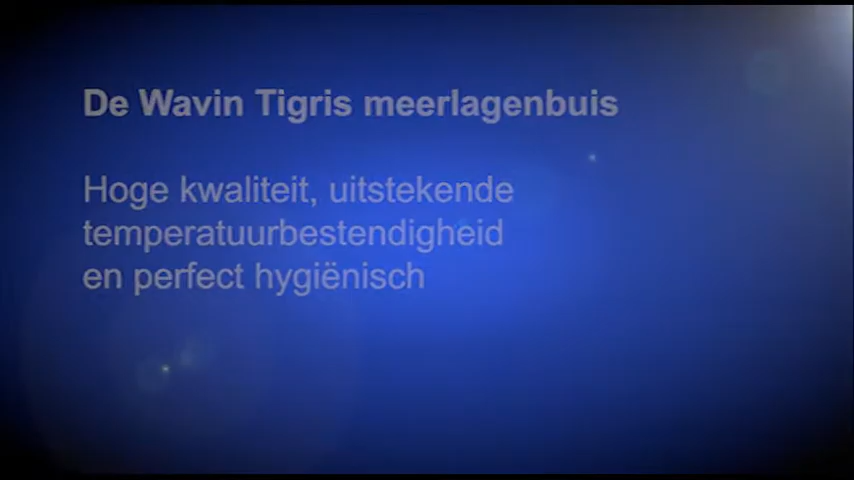 De Wavin Tigris meerlagenbuis
Hoge kwaliteit, uitstekende
temperatuurbestendigheid
en perfect hygiënisch